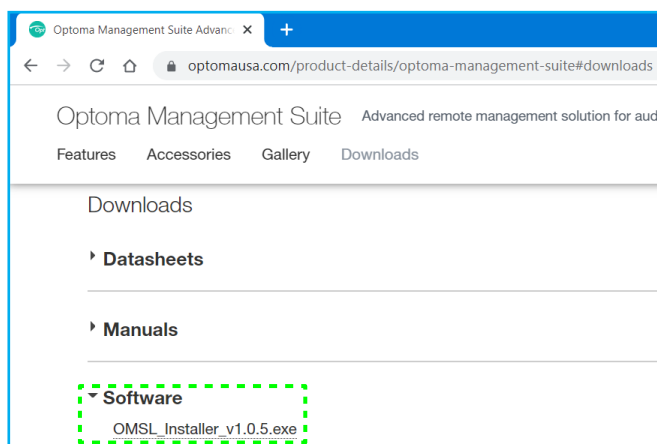 Optoma Management Suite Advanc
optomausa.com/product-details/optoma-management-suite#downloads
Optoma Management Suite Advanced remote management solution for aud
Features Accessories Gallery Downloads
Downloads
Datasheets
Manuals
Software
OMSL_Installer_v1.0.5.exe